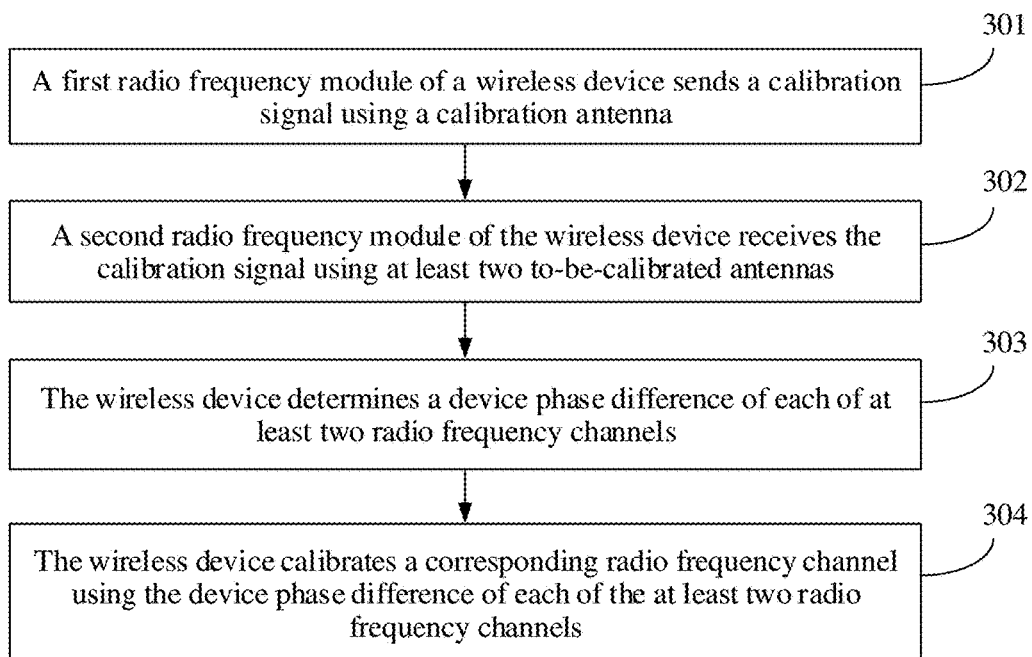 301
A first radio frequency module of a wireless device sends a calibration
signal using a calibration antenna
302
A second radio frequency module of the wireless device receives the
calibration signal using at least two to-be-calibrated antennas
303
The wireless device determines a device phase difference of each of at
least two radio frequency channels
304
The wireless device calibrates a corresponding radio frequency channel
using the device phase difference of each of the at least two radio
frequency channels